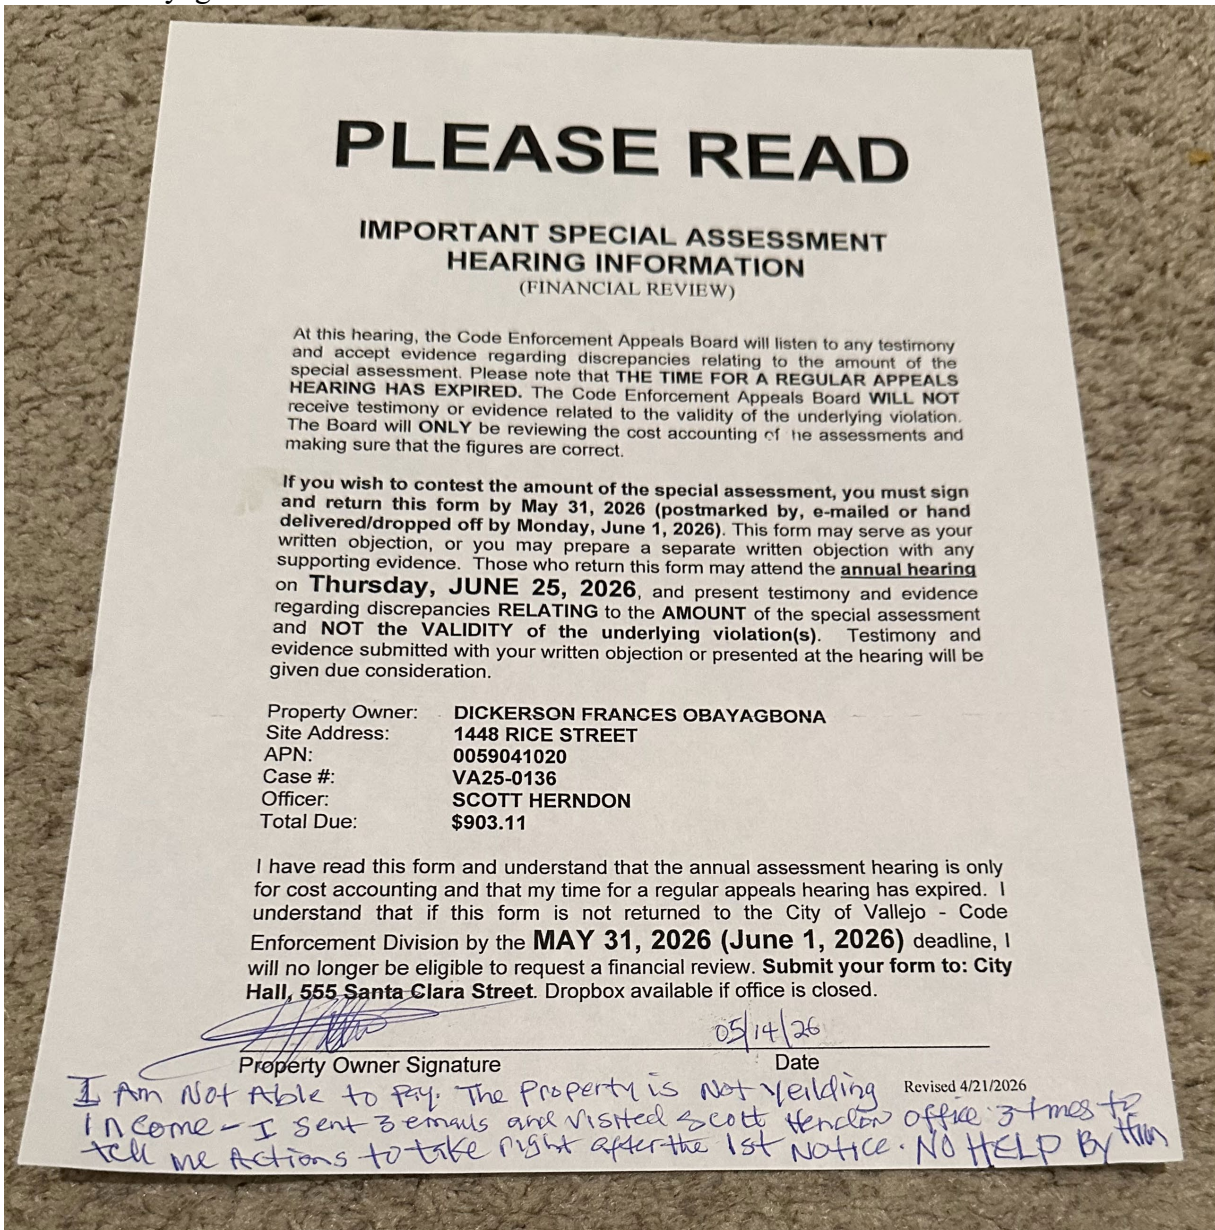 PLEASE READ
IMPORTANT SPECIAL ASSESSMENT
HEARING INFORMATION
(FINANCIAL REVIEW)
At this hearing, the Code Enforcement Appeals Board will listen to any testimony
and accept evidence regarding discrepancies relating to the amount of the
special assessment. Please note that THE TIME FOR A REGULAR APPEALS
HEARING HAS EXPIRED. The Code Enforcement Appeals Board WILL NOT
receive testimony or evidence related to the validity of the underlying violation.
The Board will ONLY be reviewing the cost accounting of he assessments and
making sure that the figures are correct.
If you wish to contest the amount of the special assessment, you must sign
and return this form by May 31, 2026 (postmarked by, e-mailed or hand
delivered/dropped off by Monday, June 1, 2026). This form may serve as your
written objection, or you may prepare a separate written objection with any
supporting evidence. Those who return this form may attend the annual hearing
on Thursday, JUNE 25, 2026, and present testimony and evidence
regarding discrepancies RELATING to the AMOUNT of the special assessment
and NOT the VALIDITY of the underlying violation(s). Testimony and
evidence submitted with your written objection or presented at the hearing will be
given due consideration.
Property Owner: DICKERSON FRANCES OBAYAGBONA
Site Address: 1448 RICE STREET
APN: 0059041020
Case #: VA25-0136
Officer: SCOTT HERNDON
Total Due: $903.11
I have read this form and understand that the annual assessment hearing is only
for cost accounting and that my time for a regular appeals hearing has expired. I
understand that if this form is not returned to the City of Vallejo - Code
Enforcement Division by the MAY 31, 2026 (June 1, 2026) deadline, I
will no longer be eligible to request a financial review. Submit your form to: City
Hall, 555 Santa Clara Street. Dropbox available if office is closed.
05/14/26
Property Owner Signature Date
Revised 4/21/2026
I Am Not Able to Pay. The Property is Not Yeilding
Income - I sent 3 emails and visited Scott Hendon office 3 times to
tell me Actions to take right after the 1st Notice. NO HELP By Him